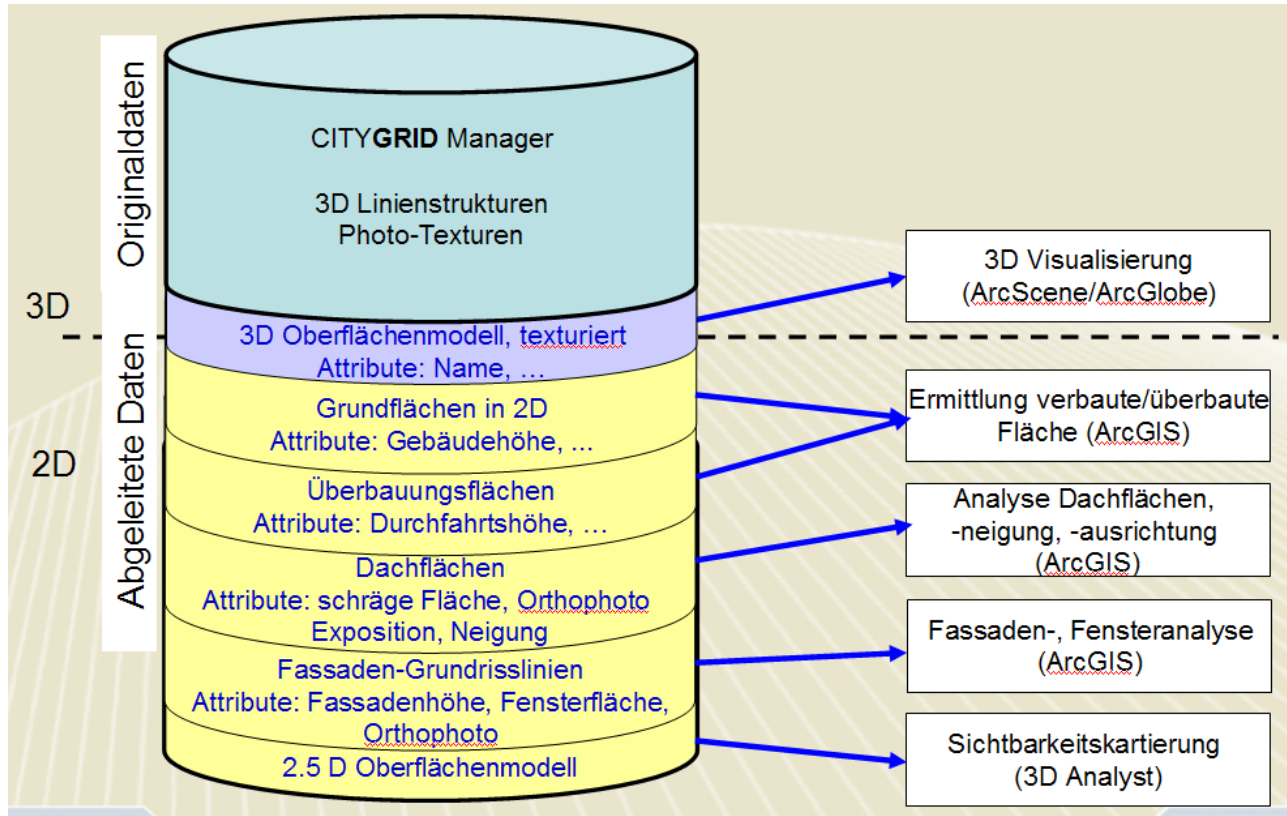 Originaldaten
CITYGRID Manager
3D Linienstrukturen
Photo-Texturen
3D
2D
Abgeleitete Daten
3D Oberflächenmodell, texturiert
Attribute: Name, …
Grundflächen in 2D
Attribute: Gebäudehöhe, ...
Überbauungsflächen
Attribute: Durchfahrtshöhe, …
Dachflächen
Attribute: schräge Fläche, Orthophoto
Exposition, Neigung
Fassaden-Grundrisslinien
Attribute: Fassadenhöhe, Fensterfläche,
Orthophoto
2.5 D Oberflächenmodell
3D Visualisierung
(ArcScene/ArcGlobe)
Ermittlung verbaute/überbaute
Fläche (ArcGIS)
Analyse Dachflächen,
-neigung, -ausrichtung
(ArcGIS)
Fassaden-, Fensteranalyse
(ArcGIS)
Sichtbarkeitskartierung
(3D Analyst)